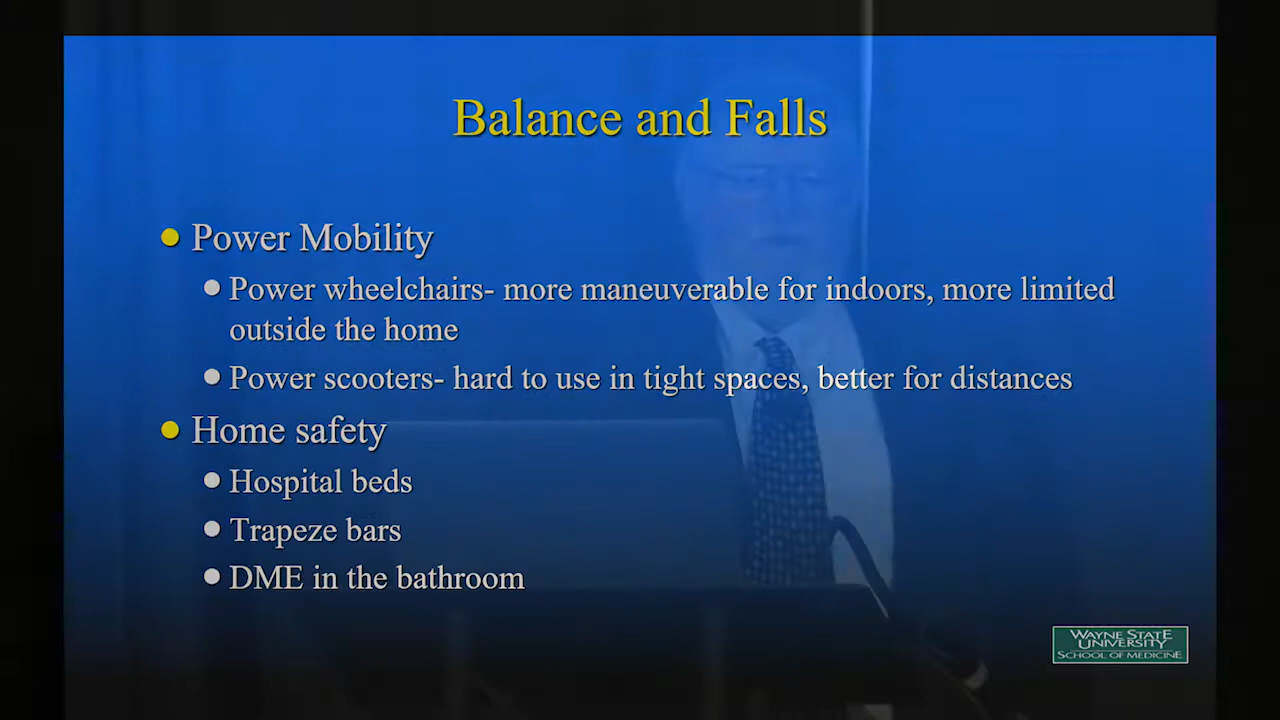 Balance and Falls
Power Mobility
Power wheelchairs- more maneuverable for indoors, more limited
outside the home
Power scooters- hard to use in tight spaces, better for distances
Home safety
Hospital beds
Trapeze bars
DME in the bathroom
WAYNE STATE
UNIVERSITY
SCHOOL OF MEDICINE